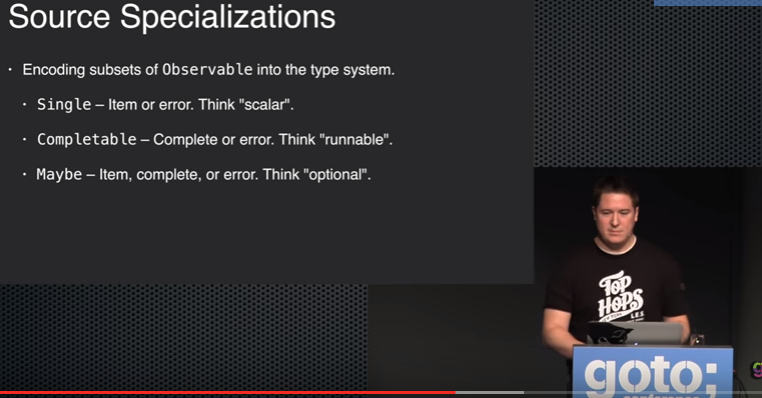 Source Specializations
· Encoding subsets of Observable into the type system.
· Single – Item or error. Think "scalar".
· Completable – Complete or error. Think "runnable".
· Maybe – Item, complete, or error. Think "optional".
TOP
HOPS
L.E.S.
goto;
conference